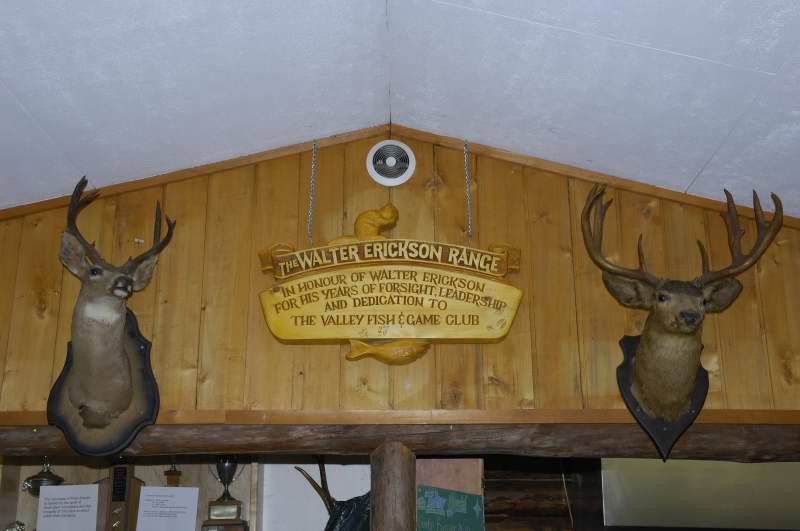 THE WALTER ERICKSON RANGE
IN HONOUR OF WALTER ERICKSON
FOR HIS YEARS OF FORSIGHT, LEADERSHIP
AND DEDICATION TO
THE VALLEY FISH & GAME CLUB